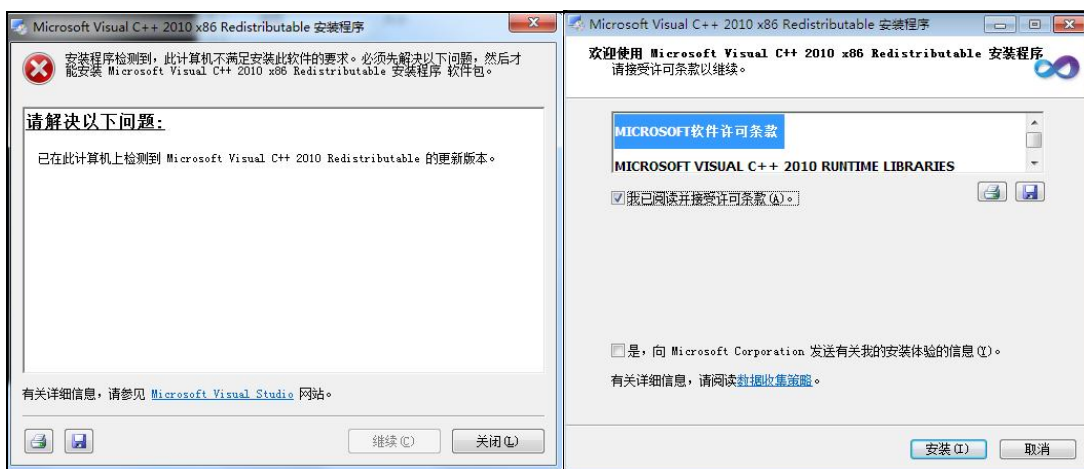 Microsoft Visual C++ 2010 x86 Redistributable 安装程序
安装程序检测到，此计算机不满足安装此软件的要求。必须先解决以下问题，然后才
能安装 Microsoft Visual C++ 2010 x86 Redistributable 安装程序 软件包。
请解决以下问题:
已在此计算机上检测到 Microsoft Visual C++ 2010 Redistributable 的更新版本。
有关详细信息，请参见 Microsoft Visual Studio 网站。
继续(C)
关闭(L)
Microsoft Visual C++ 2010 x86 Redistributable 安装程序
欢迎使用 Microsoft Visual C++ 2010 x86 Redistributable 安装程序
请接受许可条款以继续。
MICROSOFT软件许可条款
MICROSOFT VISUAL C++ 2010 RUNTIME LIBRARIES
我已阅读并接受许可条款(A)。
是，向 Microsoft Corporation 发送有关我的安装体验的信息(Y)。
有关详细信息，请阅读数据收集策略。
安装(I)
取消